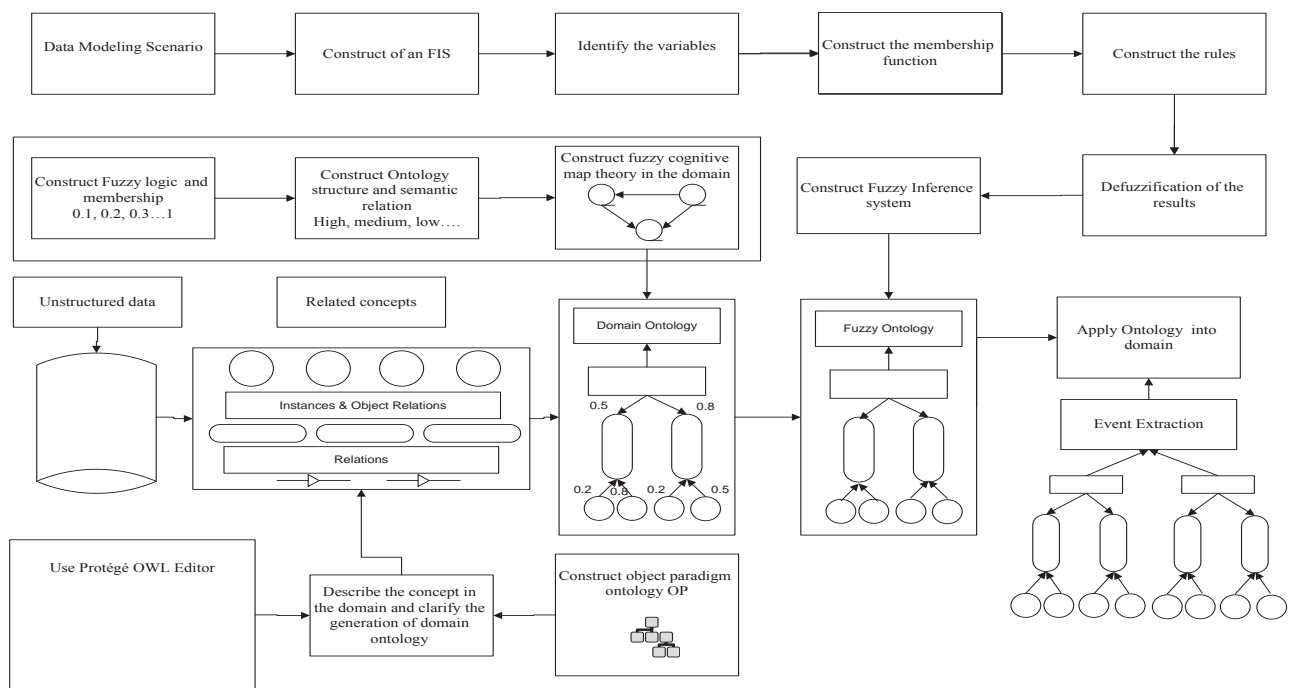 Data Modeling Scenario
Construct of an FIS
Identify the variables
Construct the membership
function
Construct the rules
Construct Fuzzy logic and
membership
0.1, 0.2, 0.3…1
Construct Ontology
structure and semantic
relation
High, medium, low….
Construct fuzzy cognitive
map theory in the domain
Construct Fuzzy Inference
system
Defuzzification of the
results
Unstructured data
Related concepts
Domain Ontology
Fuzzy Ontology
Apply Ontology into
domain
Instances & Object Relations
Relations
0.5
0.8
0.2
0.8
0.2
0.5
Event Extraction
Use Protégé OWL Editor
Describe the concept in
the domain and clarify the
generation of domain
ontology
Construct object paradigm
ontology OP